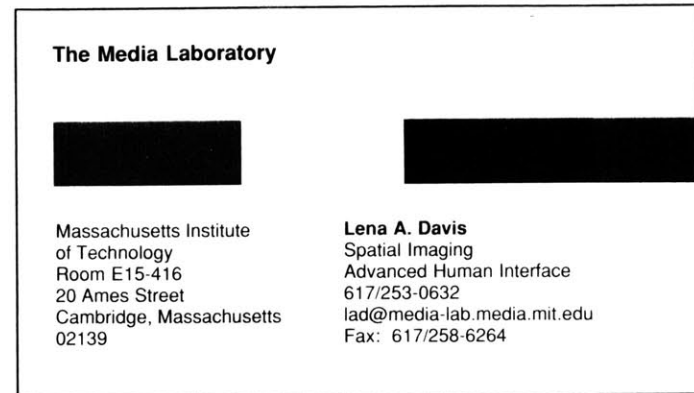 The Media Laboratory
Massachusetts Institute
of Technology
Room E15-416
20 Ames Street
Cambridge, Massachusetts
02139
Lena A. Davis
Spatial Imaging
Advanced Human Interface
617/253-0632
lad@media-lab.media.mit.edu
Fax: 617/258-6264